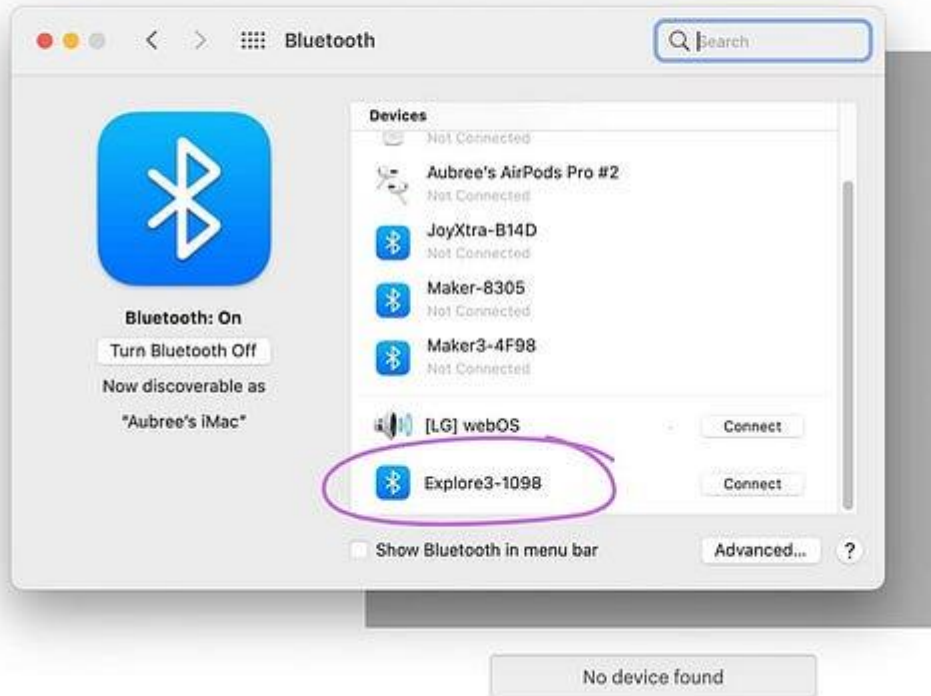 Bluetooth
Search
Devices
Not Connected
Aubree's AirPods Pro #2
Not Connected
JoyXtra-B14D
Not Connected
Maker-8305
Not Connected
Maker3-4F98
Not Connected
[LG] webOS
Connect
Explore3-1098
Connect
Bluetooth: On
Turn Bluetooth Off
Now discoverable as
"Aubree's iMac"
Show Bluetooth in menu bar
Advanced...
?
No device found